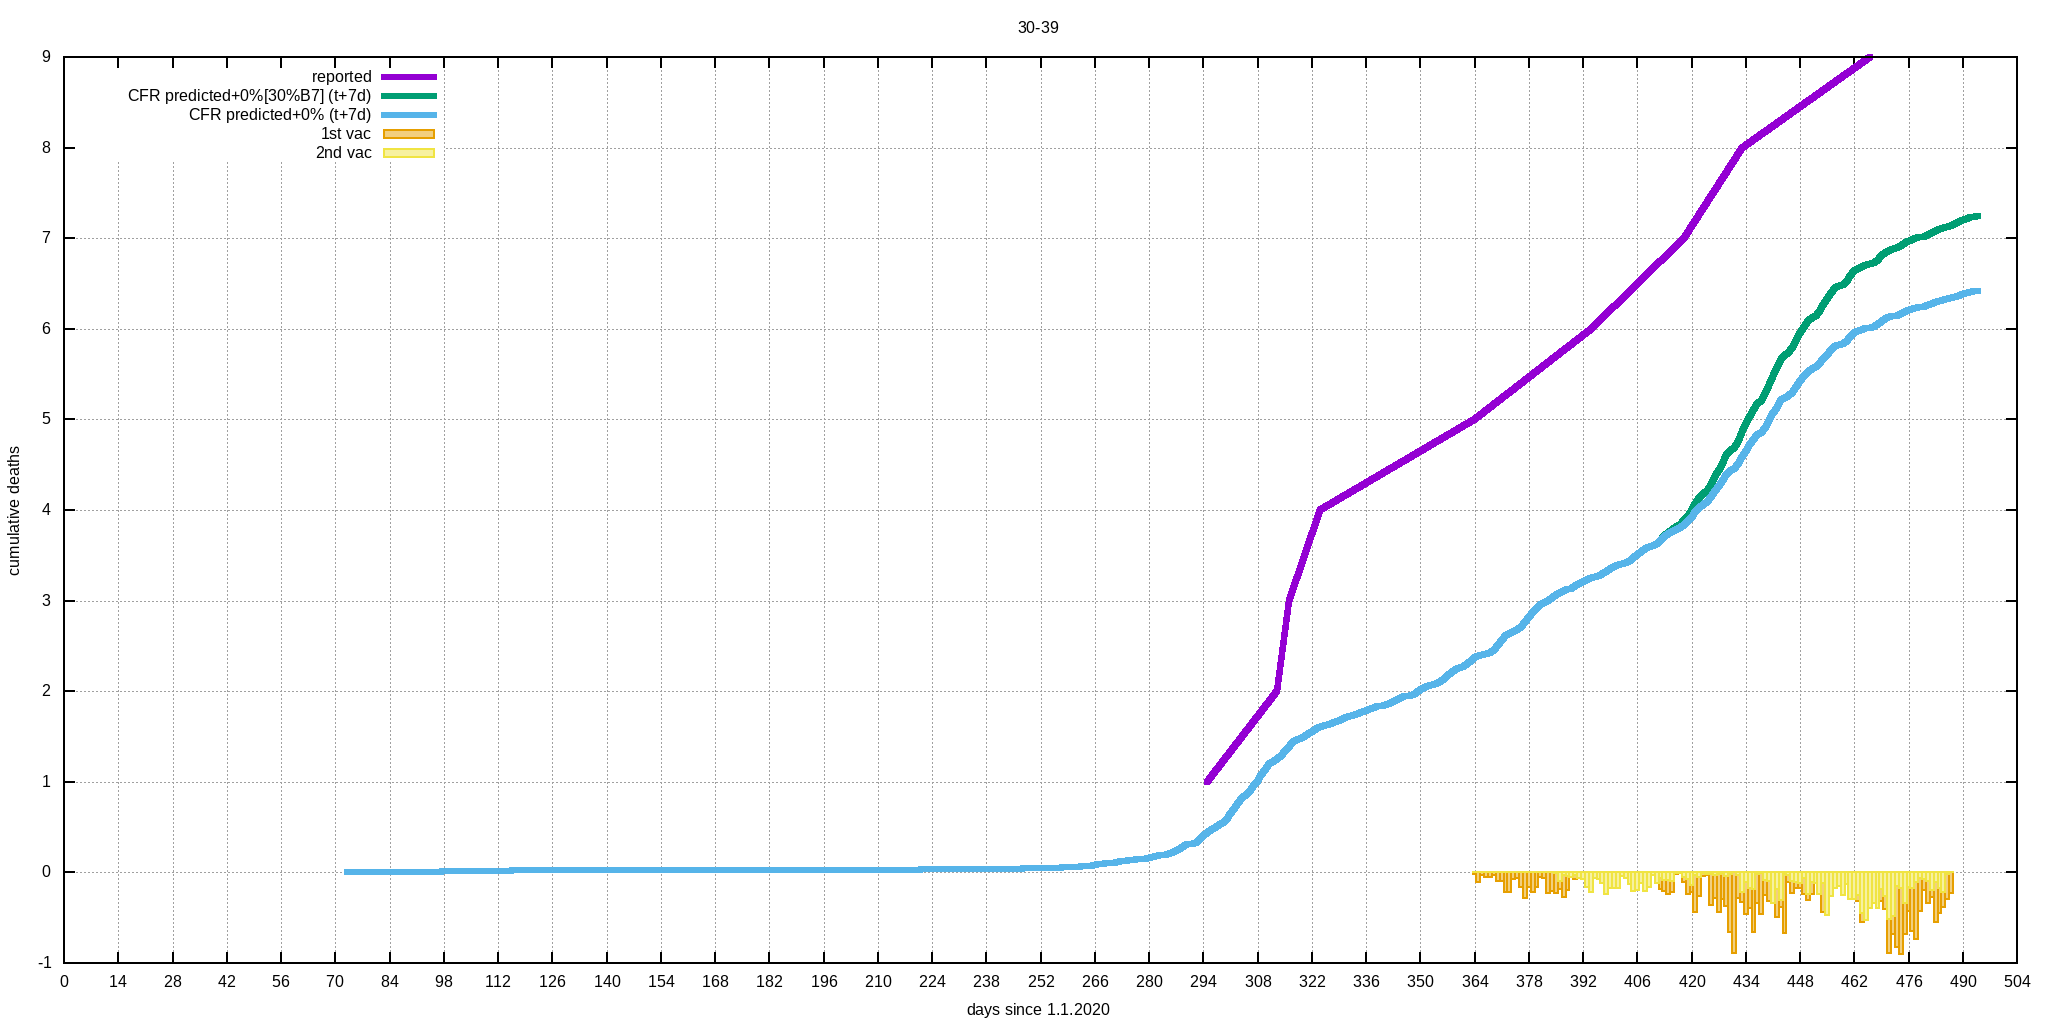 30-39
reported
CFR predicted+0%[30%B7] (t+7d)
CFR predicted+0% (t+7d)
1st vac
2nd vac
9
8
7
6
5
4
3
2
1
0
-1
cumulative deaths
0 14 28 42 56 70 84 98 112 126 140 154 168 182 196 210 224 238 252 266 280 294 308 322 336 350 364 378 392 406 420 434 448 462 476 490 504
days since 1.1.2020